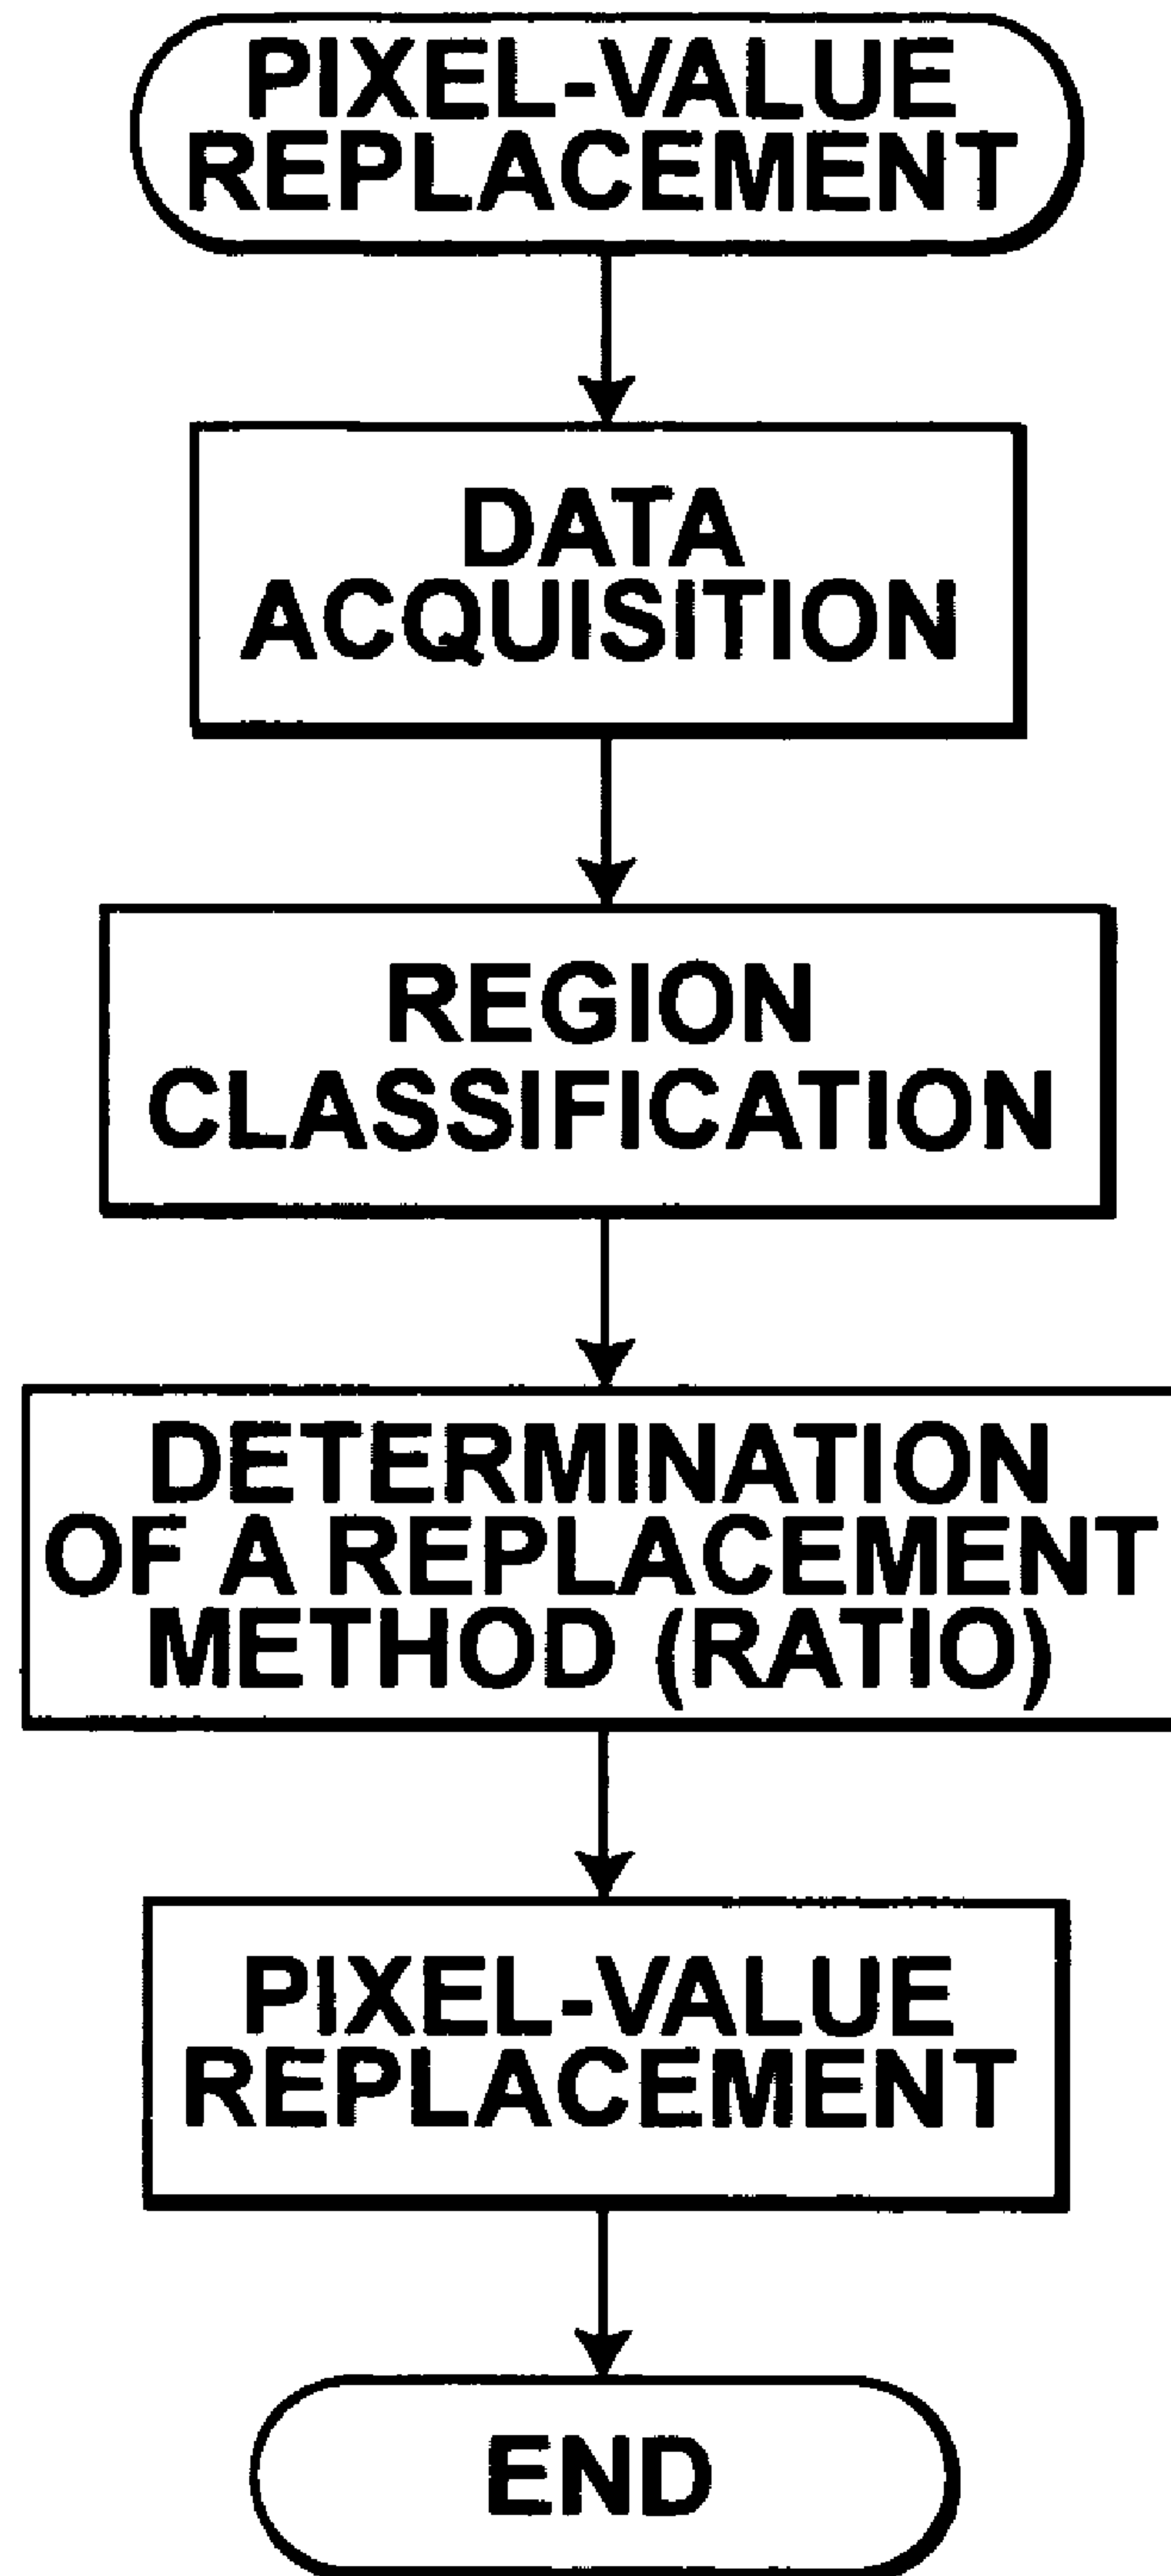 PIXEL-VALUE
REPLACEMENT
DATA
ACQUISITION
REGION
CLASSIFICATION
DETERMINATION
OF A REPLACEMENT
METHOD (RATIO)
PIXEL-VALUE
REPLACEMENT
END